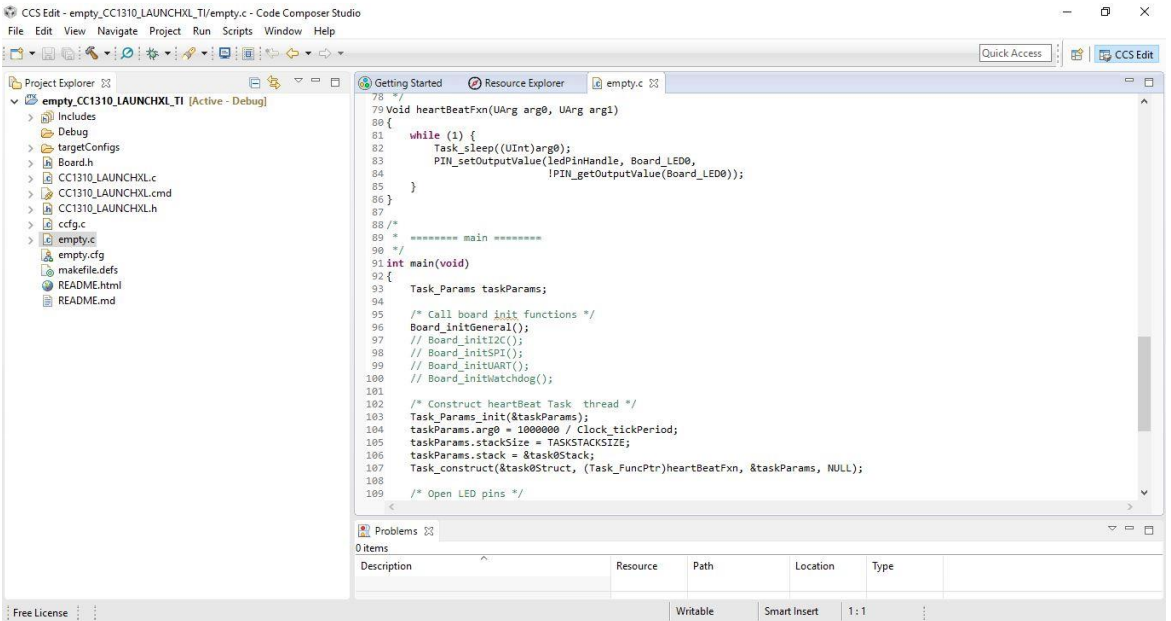 CCS Edit - empty_CC1310_LAUNCHXL_TI/empty.c - Code Composer Studio
File Edit View Navigate Project Run Scripts Window Help
Quick Access
CCS Edit
Project Explorer
empty_CC1310_LAUNCHXL_TI [Active - Debug]
Includes
Debug
targetConfigs
Board.h
CC1310_LAUNCHXL.c
CC1310_LAUNCHXL.cmd
CC1310_LAUNCHXL.h
ccfg.c
empty.c
empty.cfg
makefile.defs
README.html
README.md
Getting Started Resource Explorer empty.c
78 */
79 Void heartBeatFxn(UArg arg0, UArg arg1)
80 {
81     while (1) {
82         Task_sleep((UInt)arg0);
83         PIN_setOutputValue(ledPinHandle, Board_LED0,
84                            !PIN_getOutputValue(Board_LED0));
85     }
86 }
87
88 /*
89 *  ======== main ========
90 */
91 int main(void)
92 {
93     Task_Params taskParams;
94
95     /* Call board init functions */
96     Board_initGeneral();
97     // Board_initI2C();
98     // Board_initSPI();
99     // Board_initUART();
100     // Board_initWatchdog();
101
102     /* Construct heartBeat Task  thread */
103     Task_Params_init(&taskParams);
104     taskParams.arg0 = 1000000 / Clock_tickPeriod;
105     taskParams.stackSize = TASKSTACKSIZE;
106     taskParams.stack = &task0Stack;
107     Task_construct(&task0Struct, (Task_FuncPtr)heartBeatFxn, &taskParams, NULL);
108
109     /* Open LED pins */
Problems
0 items
Description Resource Path Location Type
Free License Writable Smart Insert 1 : 1